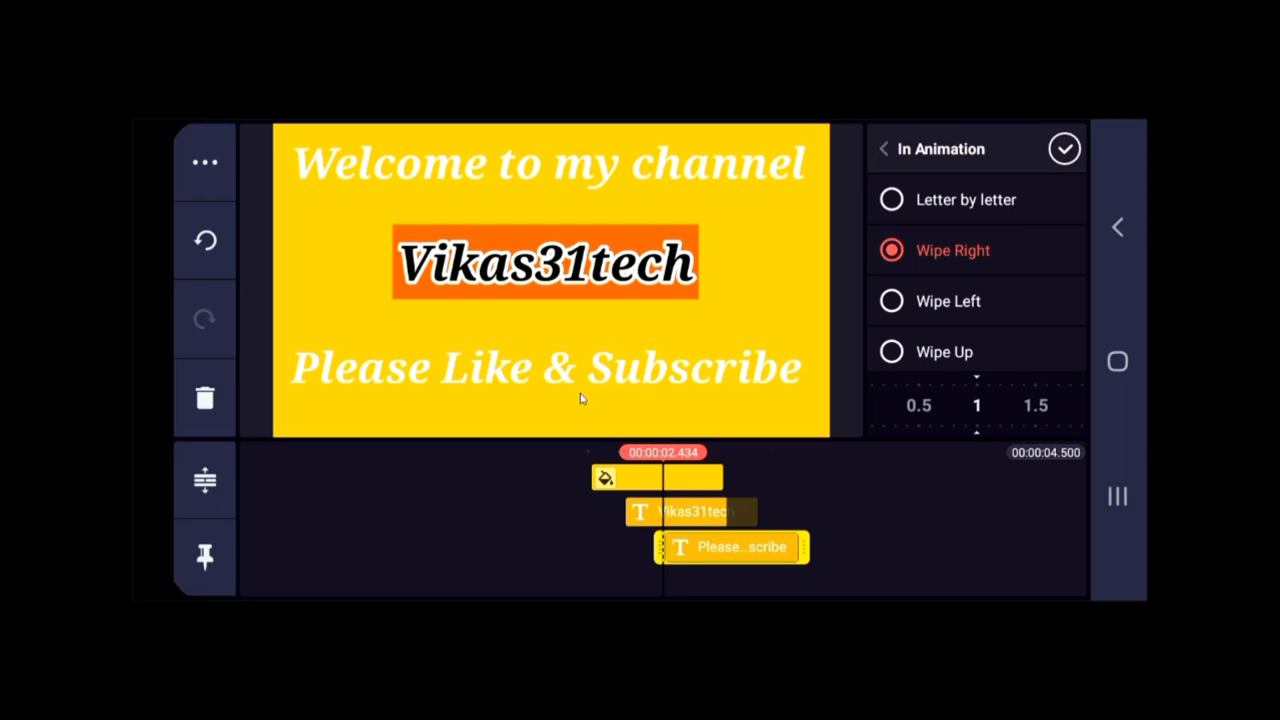 Welcome to my channel
Vikas31tech
Please Like & Subscribe
In Animation
Letter by letter
Wipe Right
Wipe Left
Wipe Up
0.5 1 1.5
00:00:02.434
00:00:04.500
T Vikas31tech
T Please...scribe